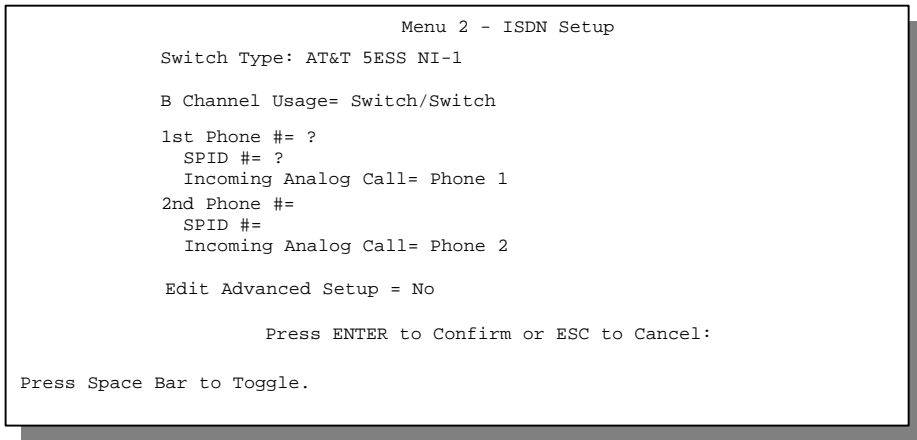 Menu 2 - ISDN Setup
Switch Type: AT&T 5ESS NI-1
B Channel Usage= Switch/Switch
1st Phone #= ?
SPID #= ?
Incoming Analog Call= Phone 1
2nd Phone #=
SPID #=
Incoming Analog Call= Phone 2
Edit Advanced Setup = No
Press ENTER to Confirm or ESC to Cancel:
Press Space Bar to Toggle.